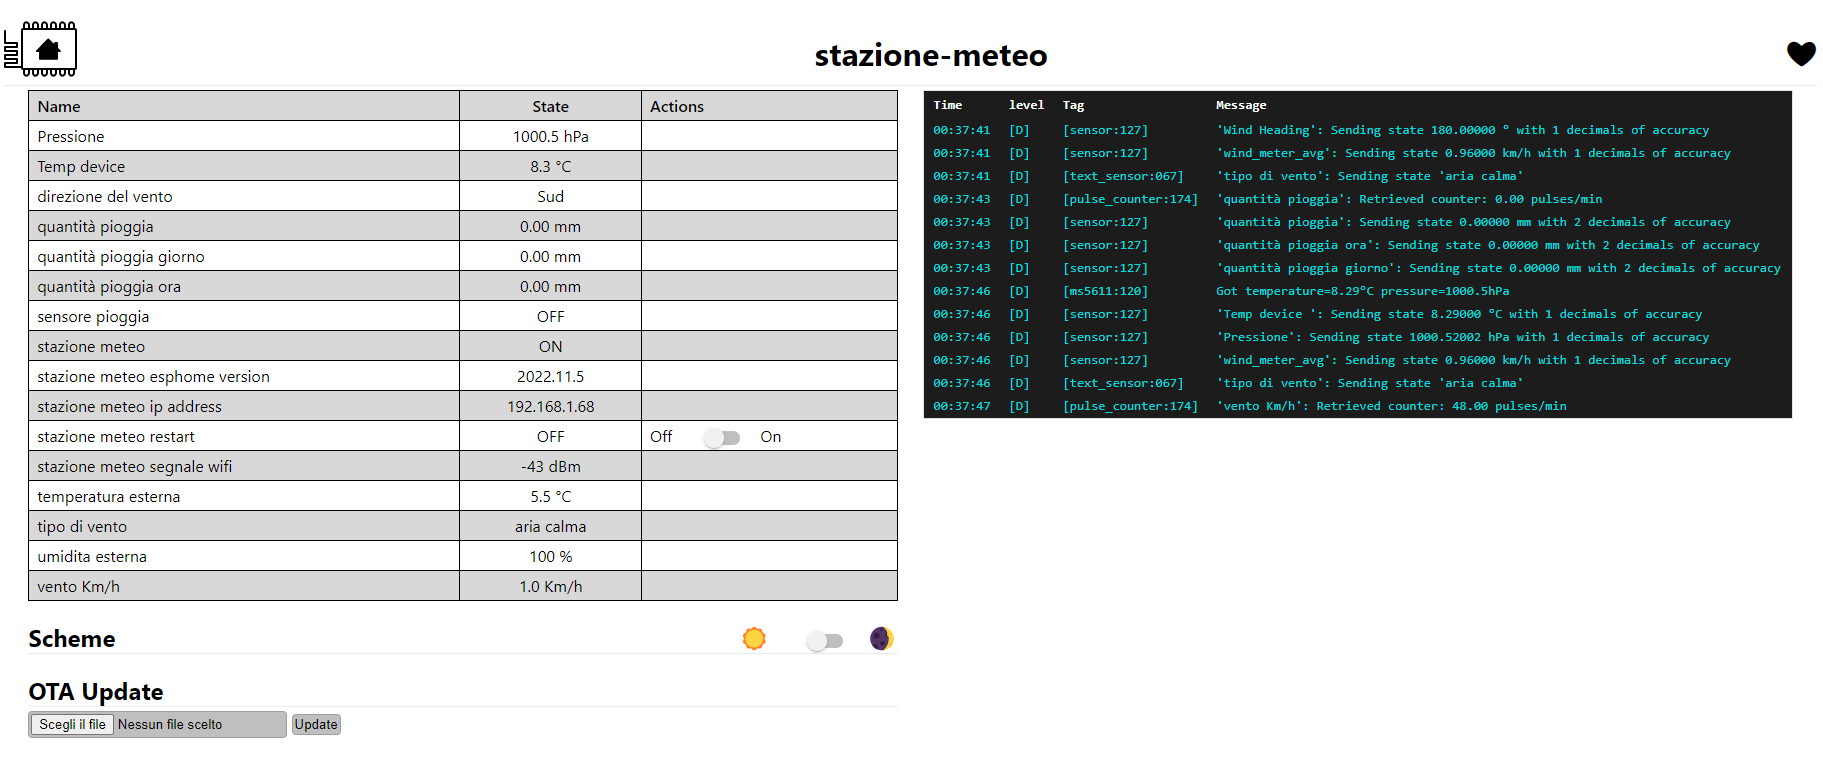 stazione-meteo
Name State Actions
Pressione 1000.5 hPa
Temp device 8.3 °C
direzione del vento Sud
quantità pioggia 0.00 mm
quantità pioggia giorno 0.00 mm
quantità pioggia ora 0.00 mm
sensore pioggia OFF
stazione meteo ON
stazione meteo esphome version 2022.11.5
stazione meteo ip address 192.168.1.68
stazione meteo restart OFF Off On
stazione meteo segnale wifi -43 dBm
temperatura esterna 5.5 °C
tipo di vento aria calma
umidita esterna 100 %
vento Km/h 1.0 Km/h
Scheme
OTA Update
Scegli il file Nessun file scelto Update
Time level Tag Message
00:37:41 [D] [sensor:127] 'Wind Heading': Sending state 180.00000 ° with 1 decimals of accuracy
00:37:41 [D] [sensor:127] 'wind_meter_avg': Sending state 0.96000 km/h with 1 decimals of accuracy
00:37:41 [D] [text_sensor:067] 'tipo di vento': Sending state 'aria calma'
00:37:43 [D] [pulse_counter:174] 'quantità pioggia': Retrieved counter: 0.00 pulses/min
00:37:43 [D] [sensor:127] 'quantità pioggia': Sending state 0.00000 mm with 2 decimals of accuracy
00:37:43 [D] [sensor:127] 'quantità pioggia ora': Sending state 0.00000 mm with 2 decimals of accuracy
00:37:43 [D] [sensor:127] 'quantità pioggia giorno': Sending state 0.00000 mm with 2 decimals of accuracy
00:37:46 [D] [ms5611:120] Got temperature=8.29°C pressure=1000.5hPa
00:37:46 [D] [sensor:127] 'Temp device ': Sending state 8.29000 °C with 1 decimals of accuracy
00:37:46 [D] [sensor:127] 'Pressione': Sending state 1000.52002 hPa with 1 decimals of accuracy
00:37:46 [D] [sensor:127] 'wind_meter_avg': Sending state 0.96000 km/h with 1 decimals of accuracy
00:37:46 [D] [text_sensor:067] 'tipo di vento': Sending state 'aria calma'
00:37:47 [D] [pulse_counter:174] 'vento Km/h': Retrieved counter: 48.00 pulses/min